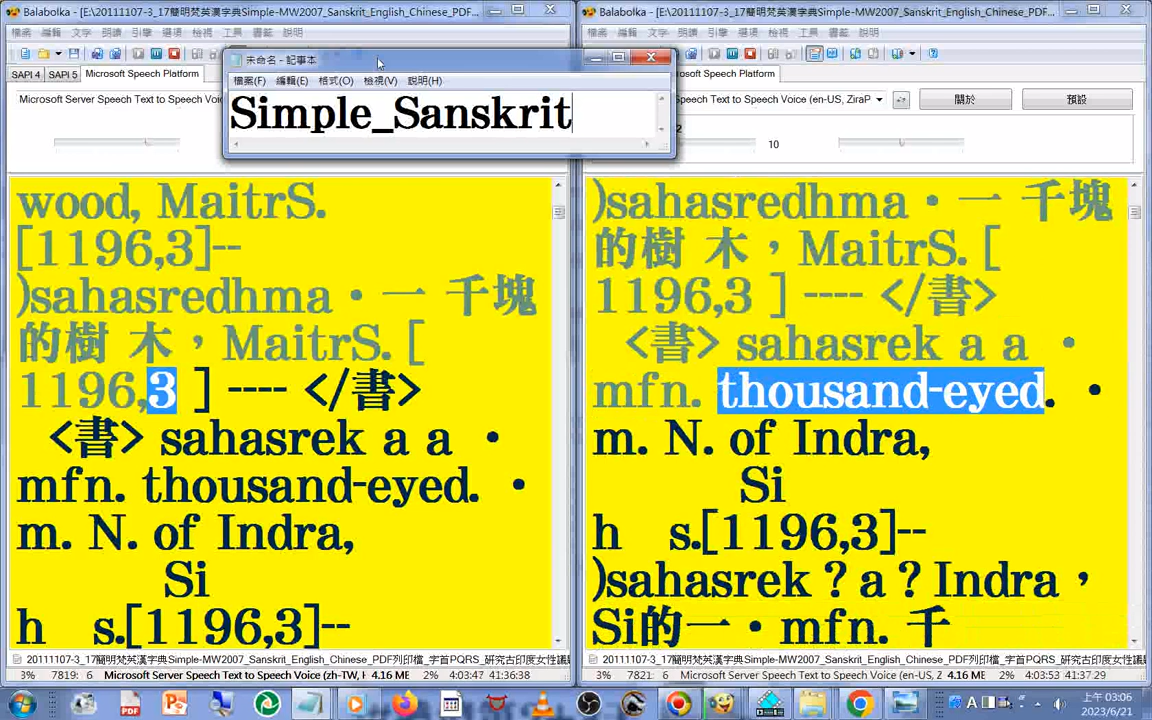 Balabolka - [E:\20111107-3_17簡明梵英漢字典Simple-MW2007_Sanskrit_English_Chinese_PDF...
檔案 編輯 文字 朗讀 引擎 選項 檢視 工具 書籤 說明
SAPI 4 SAPI 5 Microsoft Speech Platform
Microsoft Server Speech Text to Speech Voi
wood, MaitrS.
[1196,3]--
)sahasredhma • 一 千塊
的樹 木，MaitrS. [
1196,3 ] ---- </書>
<書> sahasrek a a •
mfn. thousand-eyed. •
m. N. of Indra,
Si
h s.[1196,3]--
20111107-3_17簡明梵英漢字典Simple-MW2007_Sanskrit_English_Chinese_PDF列印檔_字首PQRS_研究古印度女性議
3% 7819: 6 Microsoft Server Speech Text to Speech Voice (zh-TW, H 4.16 MB 2% 4:03:47 41:36:38
未命名 - 記事本
檔案(F) 編輯(E) 格式(O) 檢視(V) 說明(H)
Simple_Sanskrit
Balabolka - [E:\20111107-3_17簡明梵英漢字典Simple-MW2007_Sanskrit_English_Chinese_PDF...
檔案 編輯 文字 朗讀 引擎 選項 檢視 工具 書籤 說明
Speech Platform
Speech Text to Speech Voice (en-US, ZiraP
關於
預設
2
10
)sahasredhma • 一 千塊
的樹 木，MaitrS. [
1196,3 ] ---- </書>
<書> sahasrek a a •
mfn. thousand-eyed. •
m. N. of Indra,
Si
h s.[1196,3]--
)sahasrek？a？Indra，
Si的一•mfn. 千
20111107-3_17簡明梵英漢字典Simple-MW2007_Sanskrit_English_Chinese_PDF列印檔_字首PQRS_研究古印度女性議
3% 7821: 6 Microsoft Server Speech Text to Speech Voice (en-US, Z 4.16 MB 2% 4:03:50 41:37:29
上午 03:06
2023/6/21